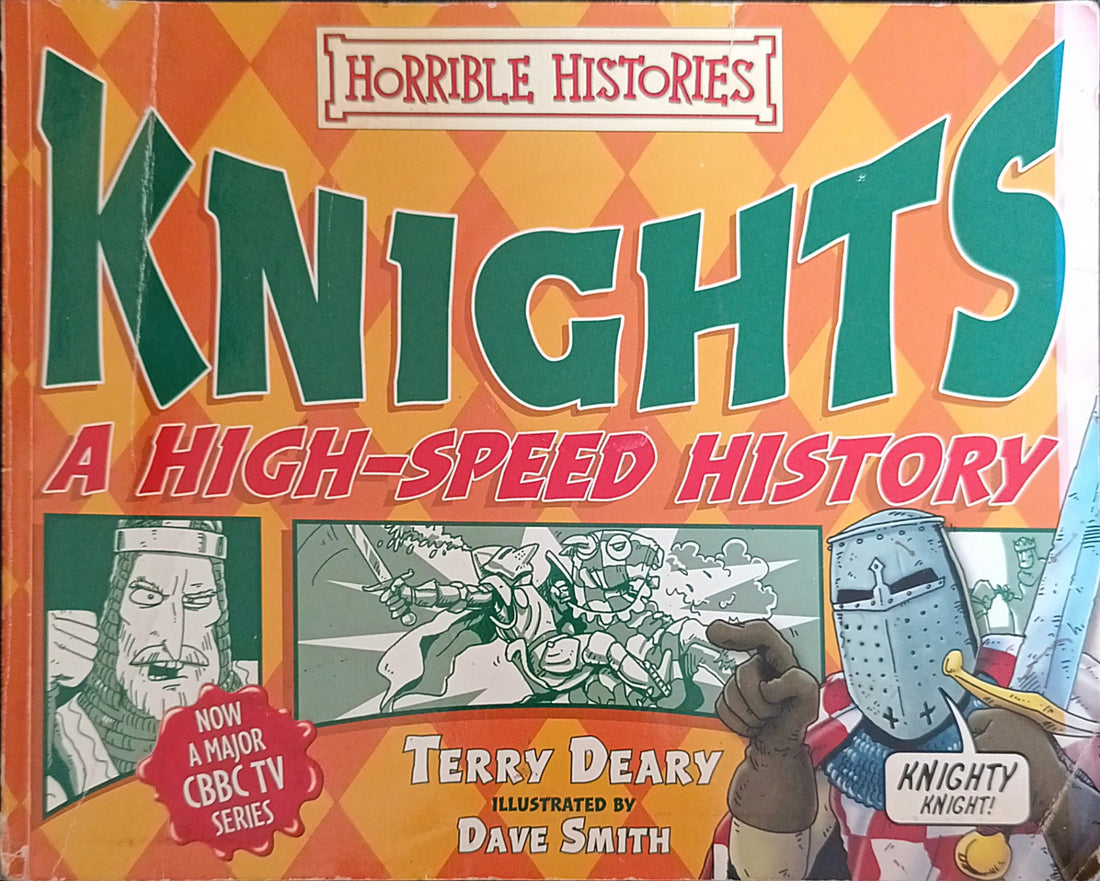 HORRIBLE HISTORIES
KNIGHTS
A HIGH-SPEED HISTORY
NOW
A MAJOR
CBBC TV
SERIES
TERRY DEARY
ILLUSTRATED BY
DAVE SMITH
KNIGHTY
KNIGHT!